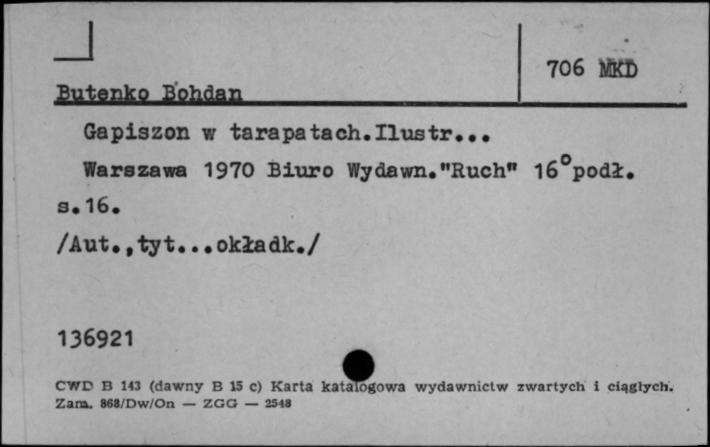 706 MKD
Butenko Bohdan
Gapiszon w tarapatach.Ilustr...
Warszawa 1970 Biuro Wydawn."Ruch" 16°podł.
s.16.
/Aut.,tyt...okładk./
136921
CWD B 143 (dawny B 15 c) Karta katalogowa wydawnictw zwartych i ciągłych.
Zam. 868/Dw/On — ZGG — 2548